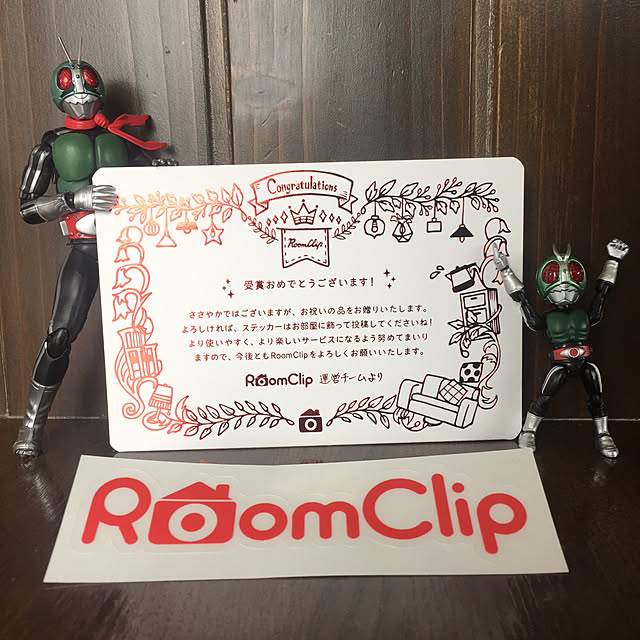 Congratulations
RoomClip
受賞おめでとうございます!
ささやかではございますが、お祝いの品をお贈りいたします。
よろしければ、ステッカーはお部屋に飾って投稿してくださいね!
より使いやすく、より楽しいサービスになるよう努めてまいり
ますので、今後ともRoomClipをよろしくお願いいたします。
RoomClip 運営チームより
RoomClip